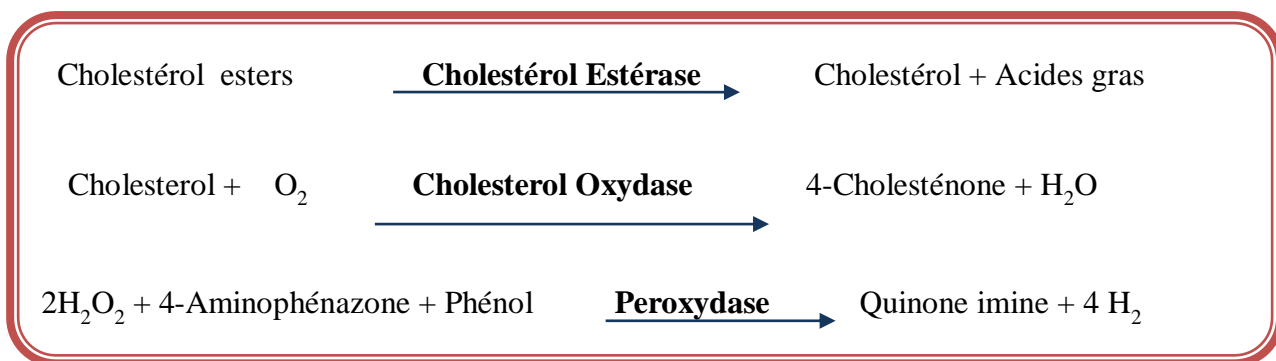 Cholestérol esters Cholestérol Estérase Cholestérol + Acides gras
Cholesterol + O₂ Cholesterol Oxydase 4-Cholesténone + H₂O
2H₂O₂ + 4-Aminophénazone + Phénol Peroxydase Quinone imine + 4 H₂